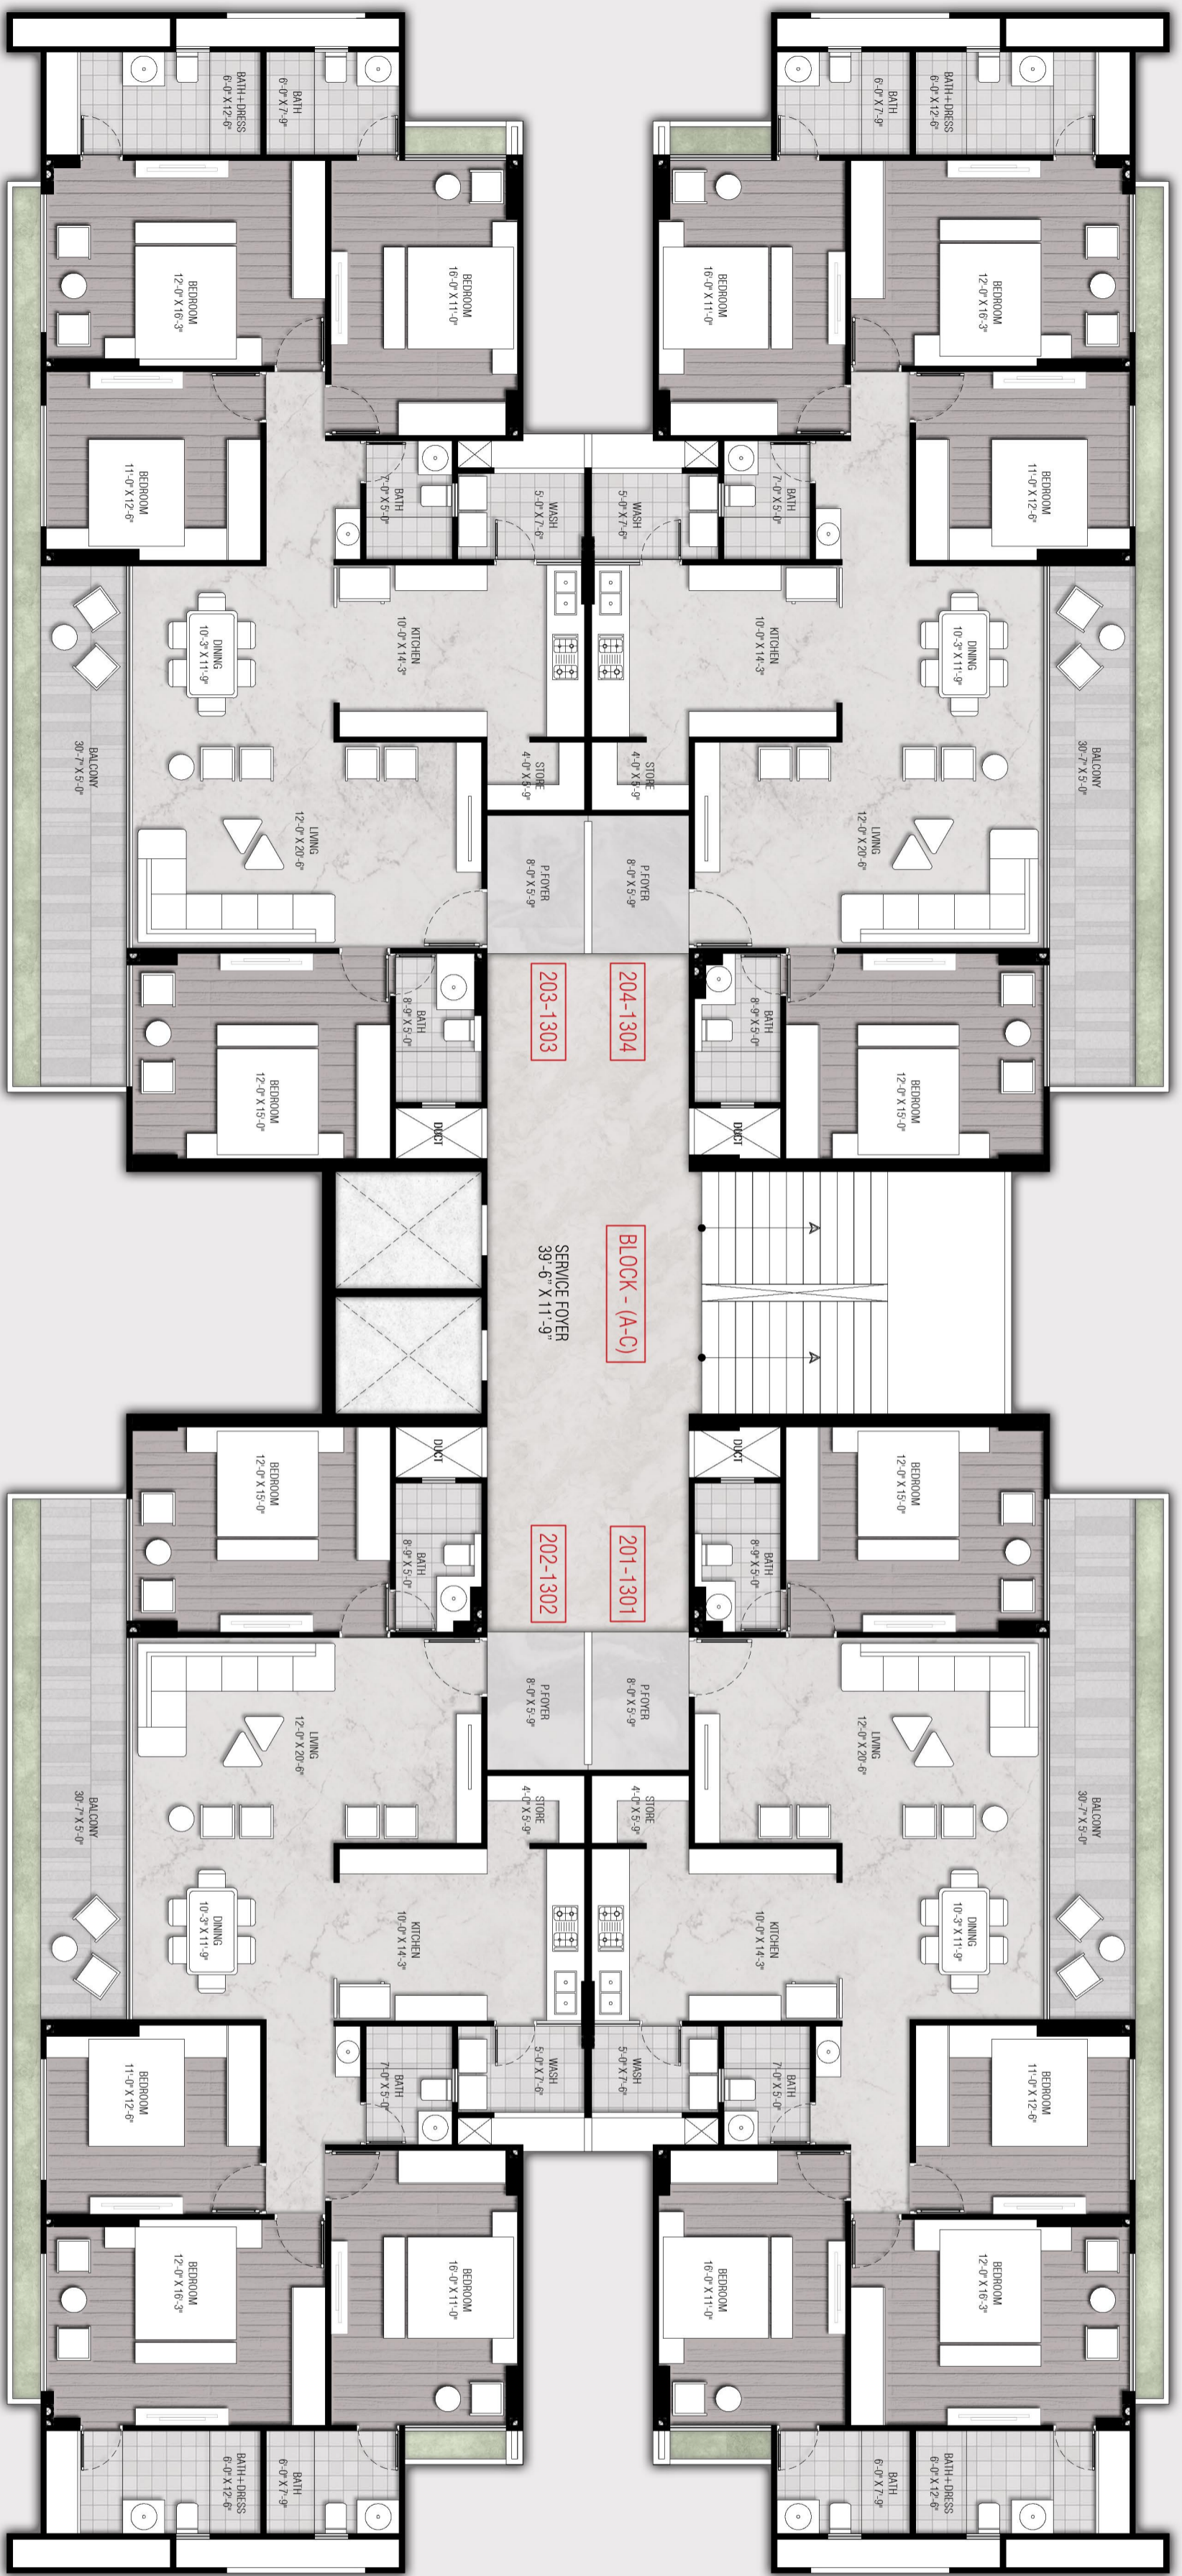 BATH+DRESS
6'-0" X 12'-6"
BATH
6'-0" X 7'-9"
BEDROOM
12'-0" X 16'-3"
BEDROOM
16'-0" X 11'-0"
BEDROOM
11'-0" X 12'-6"
BATH
7'-0" X 5'-0"
WASH
5'-0" X 7'-6"
DINING
10'-3" X 11'-9"
KITCHEN
10'-0" X 14'-3"
BALCONY
30'-7" X 5'-0"
STORE
4'-0" X 5'-9"
LIVING
12'-0" X 20'-6"
P.FOYER
8'-0" X 5'-9"
204-1304
BATH
8'-9" X 5'-0"
BEDROOM
12'-0" X 15'-0"
DUCT
BLOCK - (A-C)
DUCT
BEDROOM
12'-0" X 15'-0"
BATH
8'-9" X 5'-0"
201-1301
P.FOYER
8'-0" X 5'-9"
LIVING
12'-0" X 20'-6"
STORE
4'-0" X 5'-9"
BALCONY
30'-7" X 5'-0"
DINING
10'-3" X 11'-9"
KITCHEN
10'-0" X 14'-3"
WASH
5'-0" X 7'-6"
BATH
7'-0" X 5'-0"
BEDROOM
11'-0" X 12'-6"
BEDROOM
16'-0" X 11'-0"
BEDROOM
12'-0" X 16'-3"
BATH
6'-0" X 7'-9"
BATH+DRESS
6'-0" X 12'-6"
BATH+DRESS
6'-0" X 12'-6"
BATH
6'-0" X 7'-9"
BEDROOM
12'-0" X 16'-3"
BEDROOM
16'-0" X 11'-0"
BEDROOM
11'-0" X 12'-6"
BATH
7'-0" X 5'-0"
WASH
5'-0" X 7'-6"
DINING
10'-3" X 11'-9"
KITCHEN
10'-0" X 14'-3"
BALCONY
30'-7" X 5'-0"
STORE
4'-0" X 5'-9"
LIVING
12'-0" X 20'-6"
P.FOYER
8'-0" X 5'-9"
203-1303
BATH
8'-9" X 5'-0"
BEDROOM
12'-0" X 15'-0"
DUCT
SERVICE FOYER
39'-6" X 11'-9"
DUCT
BEDROOM
12'-0" X 15'-0"
BATH
8'-9" X 5'-0"
202-1302
P.FOYER
8'-0" X 5'-9"
LIVING
12'-0" X 20'-6"
STORE
4'-0" X 5'-9"
BALCONY
30'-7" X 5'-0"
DINING
10'-3" X 11'-9"
KITCHEN
10'-0" X 14'-3"
WASH
5'-0" X 7'-6"
BATH
7'-0" X 5'-0"
BEDROOM
11'-0" X 12'-6"
BEDROOM
16'-0" X 11'-0"
BEDROOM
12'-0" X 16'-3"
BATH
6'-0" X 7'-9"
BATH+DRESS
6'-0" X 12'-6"